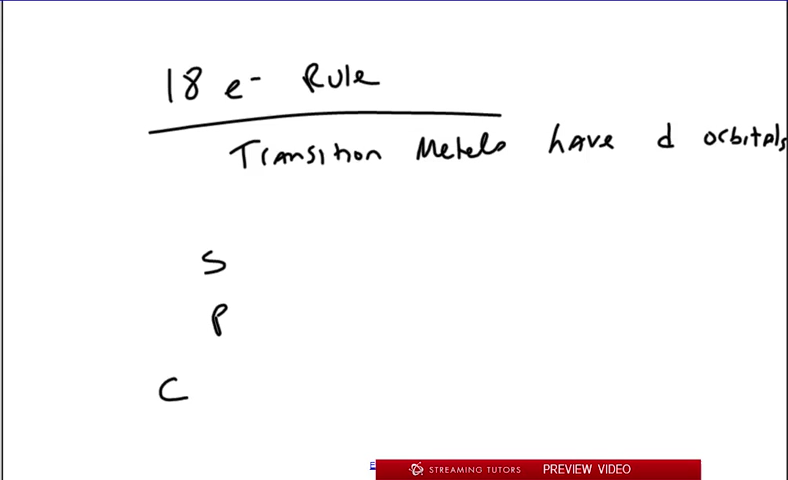 18 e- Rule
Transition Metals have d orbitals
S
P
C
E
STREAMING TUTORS PREVIEW VIDEO